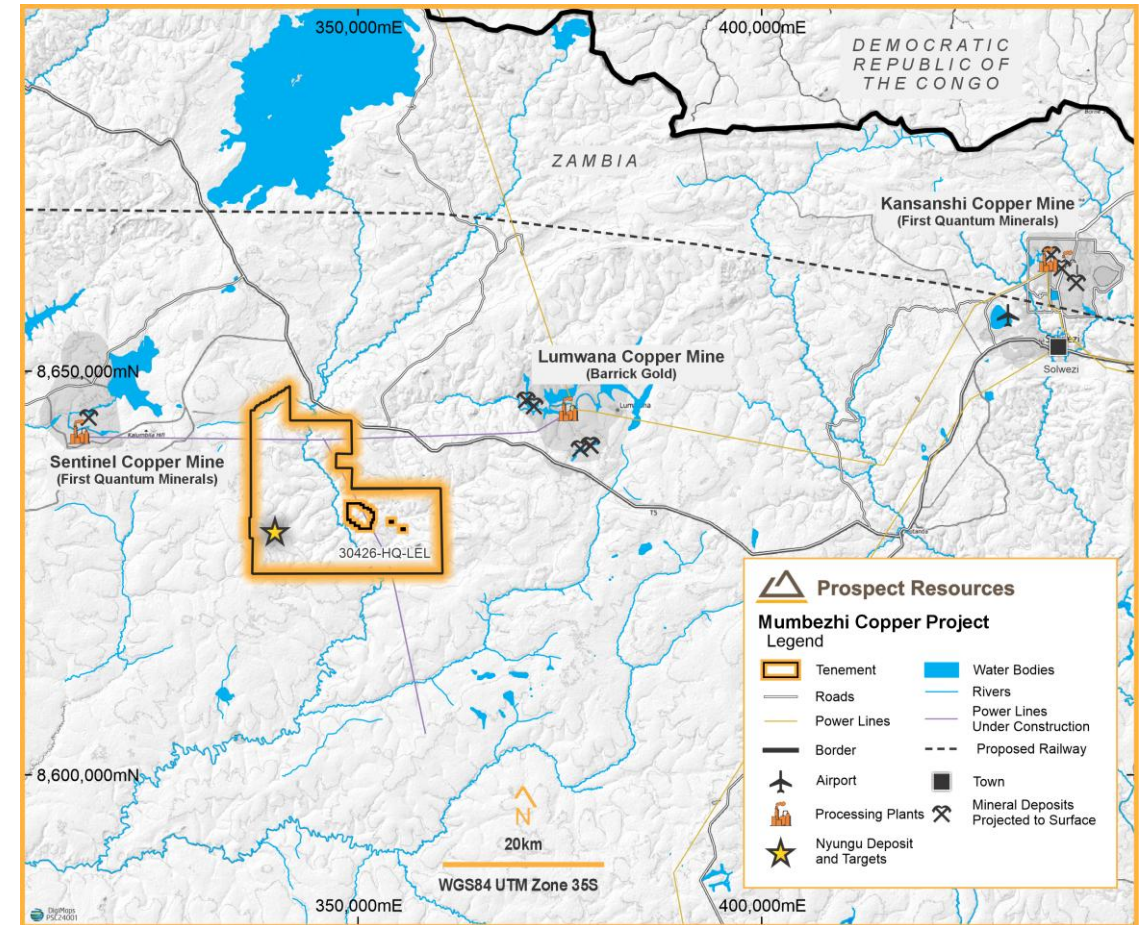 350,000mE
400,000mE
DEMOCRATIC
REPUBLIC OF
THE CONGO
ZAMBIA
Kansanshi Copper Mine
(First Quantum Minerals)
Lumwana Copper Mine
(Barrick Gold)
Solwezi
8,650,000mN
Kalumbila Hill
Sentinel Copper Mine
(First Quantum Minerals)
T5
30426-HQ-LEL
Prospect Resources
Mumbezhi Copper Project
Legend
Tenement
Water Bodies
Roads
Rivers
Power Lines
Power Lines
Under Construction
Border
Proposed Railway
Airport
Town
Processing Plants
Mineral Deposits
Projected to Surface
Nyungu Deposit
and Targets
8,600,000mN
N
20km
WGS84 UTM Zone 35S
350,000mE
400,000mE
DigiMaps
PSC24001